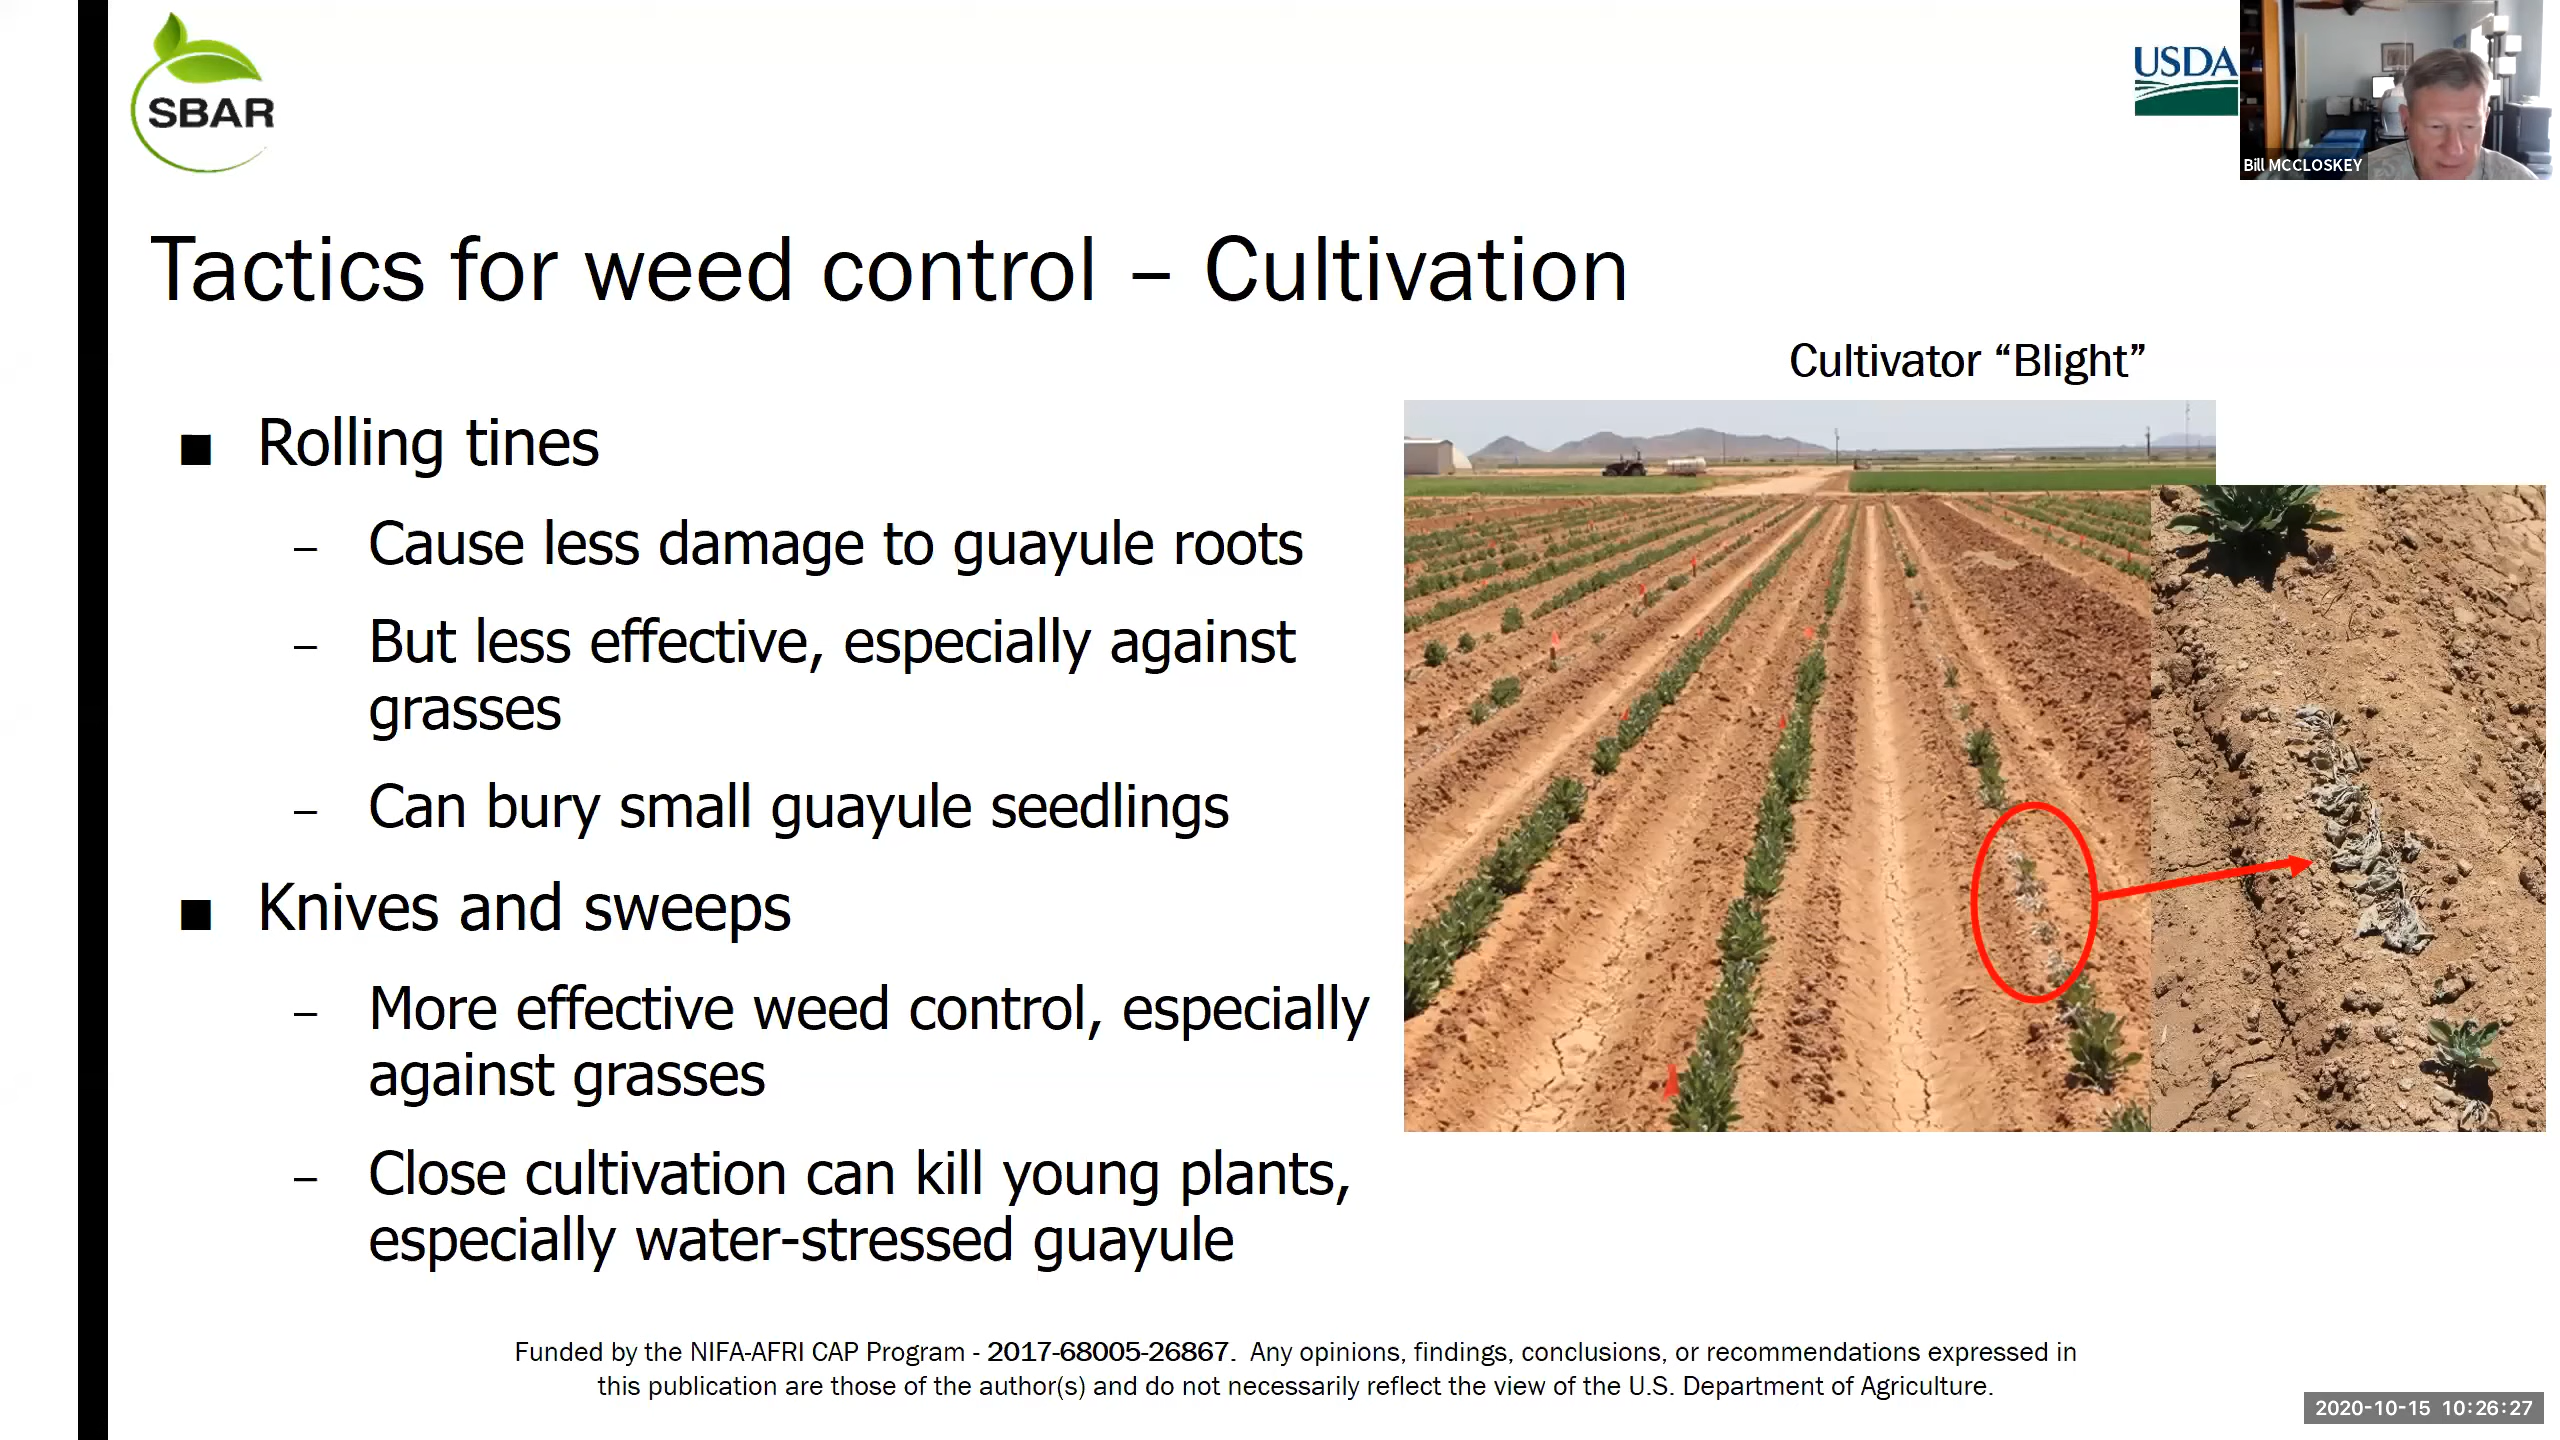 SBAR
USDA
Bill MCCLOSKEY
Tactics for weed control – Cultivation
Cultivator “Blight”
■ Rolling tines
– Cause less damage to guayule roots
– But less effective, especially against
grasses
– Can bury small guayule seedlings
■ Knives and sweeps
– More effective weed control, especially
against grasses
– Close cultivation can kill young plants,
especially water-stressed guayule
Funded by the NIFA-AFRI CAP Program - 2017-68005-26867. Any opinions, findings, conclusions, or recommendations expressed in
this publication are those of the author(s) and do not necessarily reflect the view of the U.S. Department of Agriculture.
2020-10-15 10:26:27